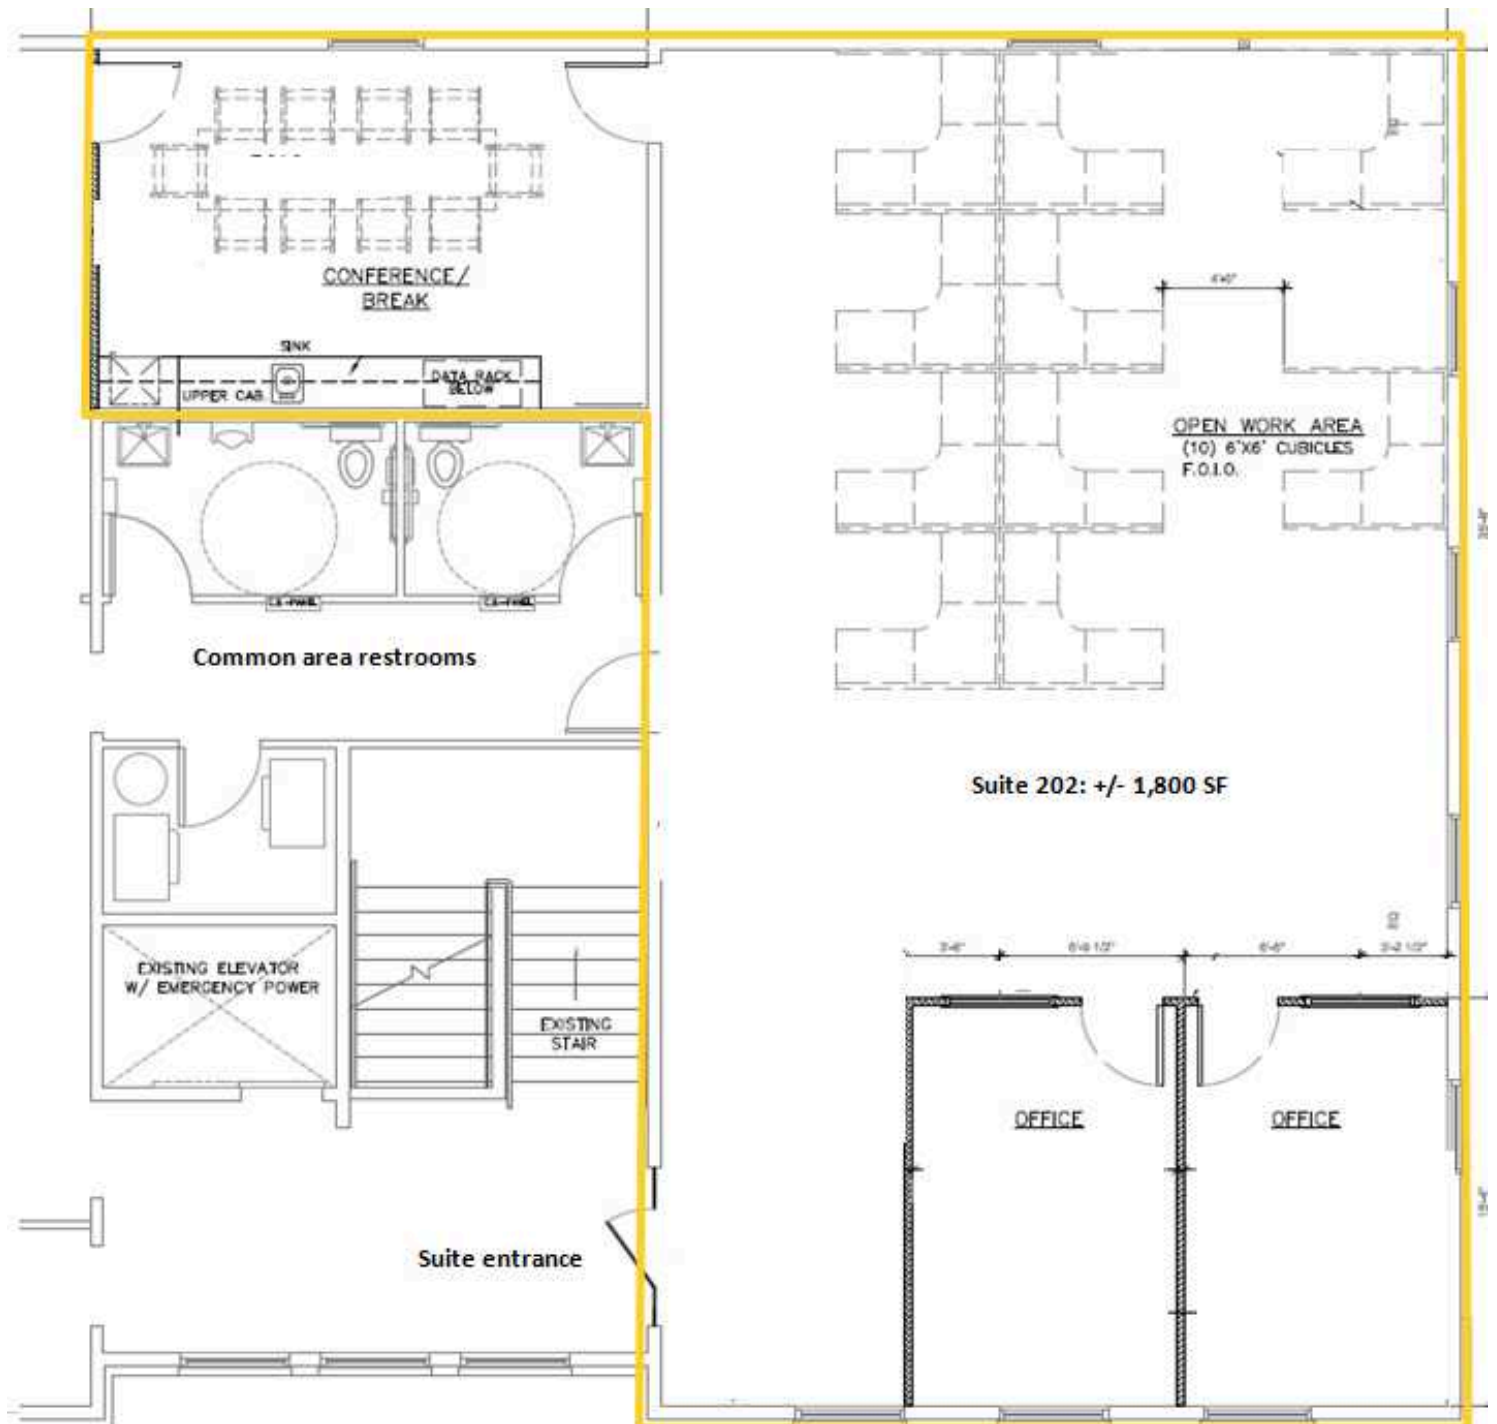 CONFERENCE/
BREAK
SINK
UPPER CAB.
DATA RACK
BELOW
OPEN WORK AREA
(10) 6'X6' CUBICLES
F.O.I.O.
Common area restrooms
Suite 202: +/- 1,800 SF
EXISTING ELEVATOR
W/ EMERGENCY POWER
EXISTING
STAIR
EQ
OFFICE
OFFICE
Suite entrance